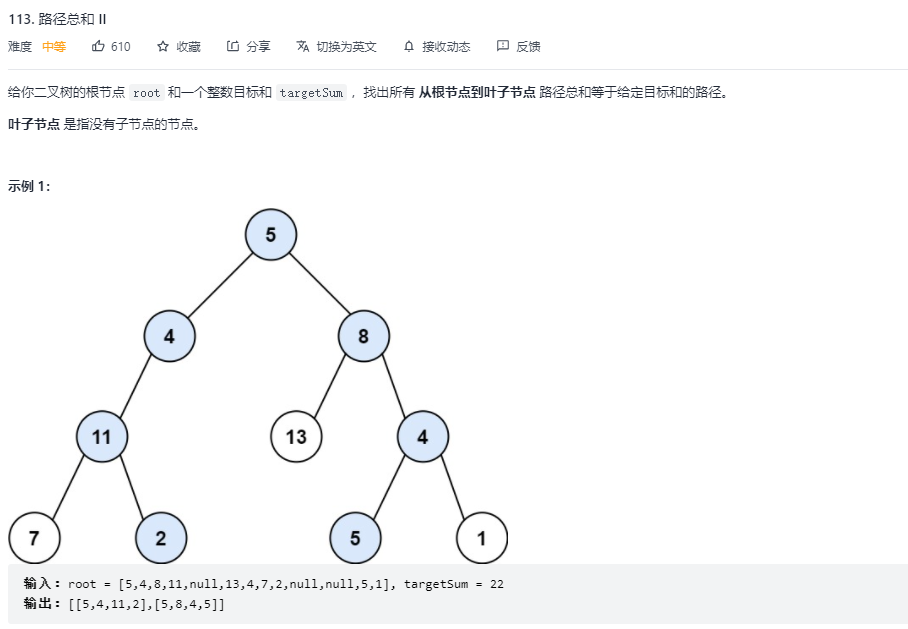 113. 路径总和 II
难度 中等 610 收藏 分享 切换为英文 接收动态 反馈
给你二叉树的根节点 root 和一个整数目标和 targetSum ，找出所有 从根节点到叶子节点 路径总和等于给定目标和的路径。
叶子节点 是指没有子节点的节点。
示例 1：
5
4 8
11 13 4
7 2 5 1
输入：root = [5,4,8,11,null,13,4,7,2,null,null,5,1], targetSum = 22
输出：[[5,4,11,2],[5,8,4,5]]